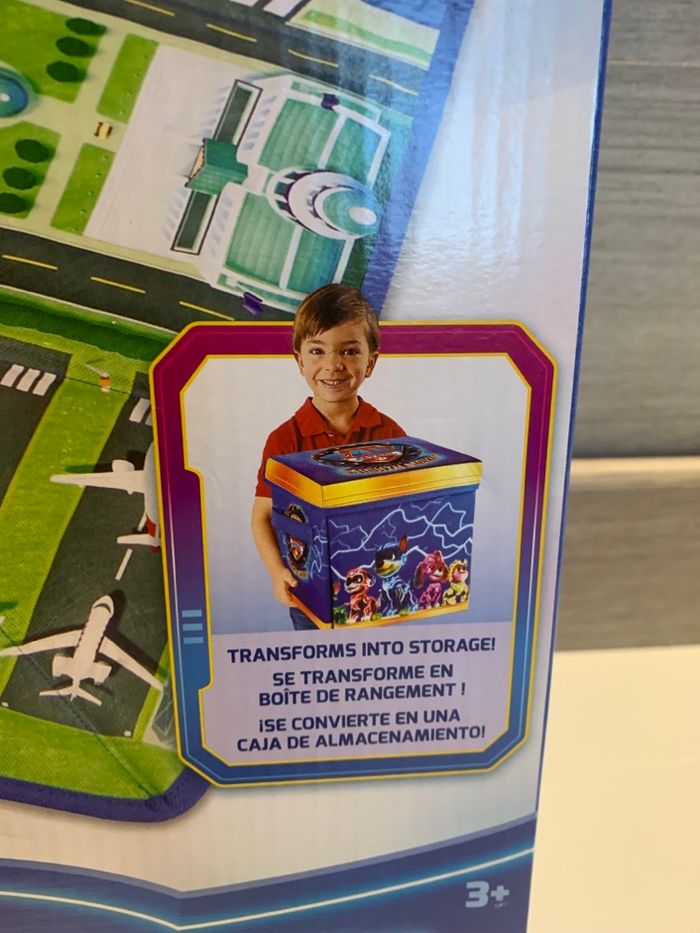 TRANSFORMS INTO STORAGE!
SE TRANSFORME EN
BOÎTE DE RANGEMENT !
¡SE CONVIERTE EN UNA
CAJA DE ALMACENAMIENTO!
3+